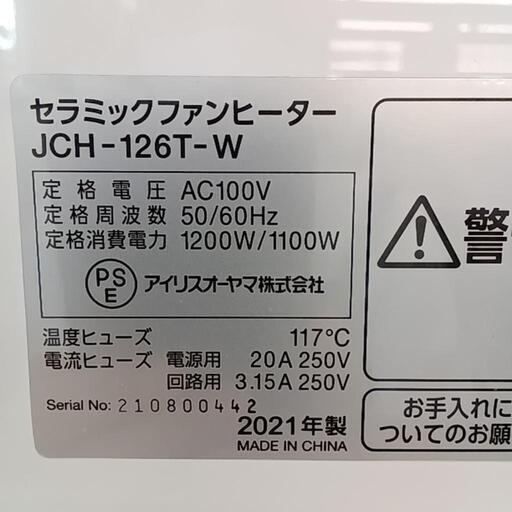 セラミックファンヒーター
JCH-126T-W
定格電圧 AC100V
定格周波数 50/60Hz
定格消費電力 1200W/1100W
PS
E
アイリスオーヤマ株式会社
温度ヒューズ 117°C
電流ヒューズ 電源用 20A 250V
回路用 3.15A 250V
Serial No: 210800442
2021年製
MADE IN CHINA
警
お手入れに
ついてのお願